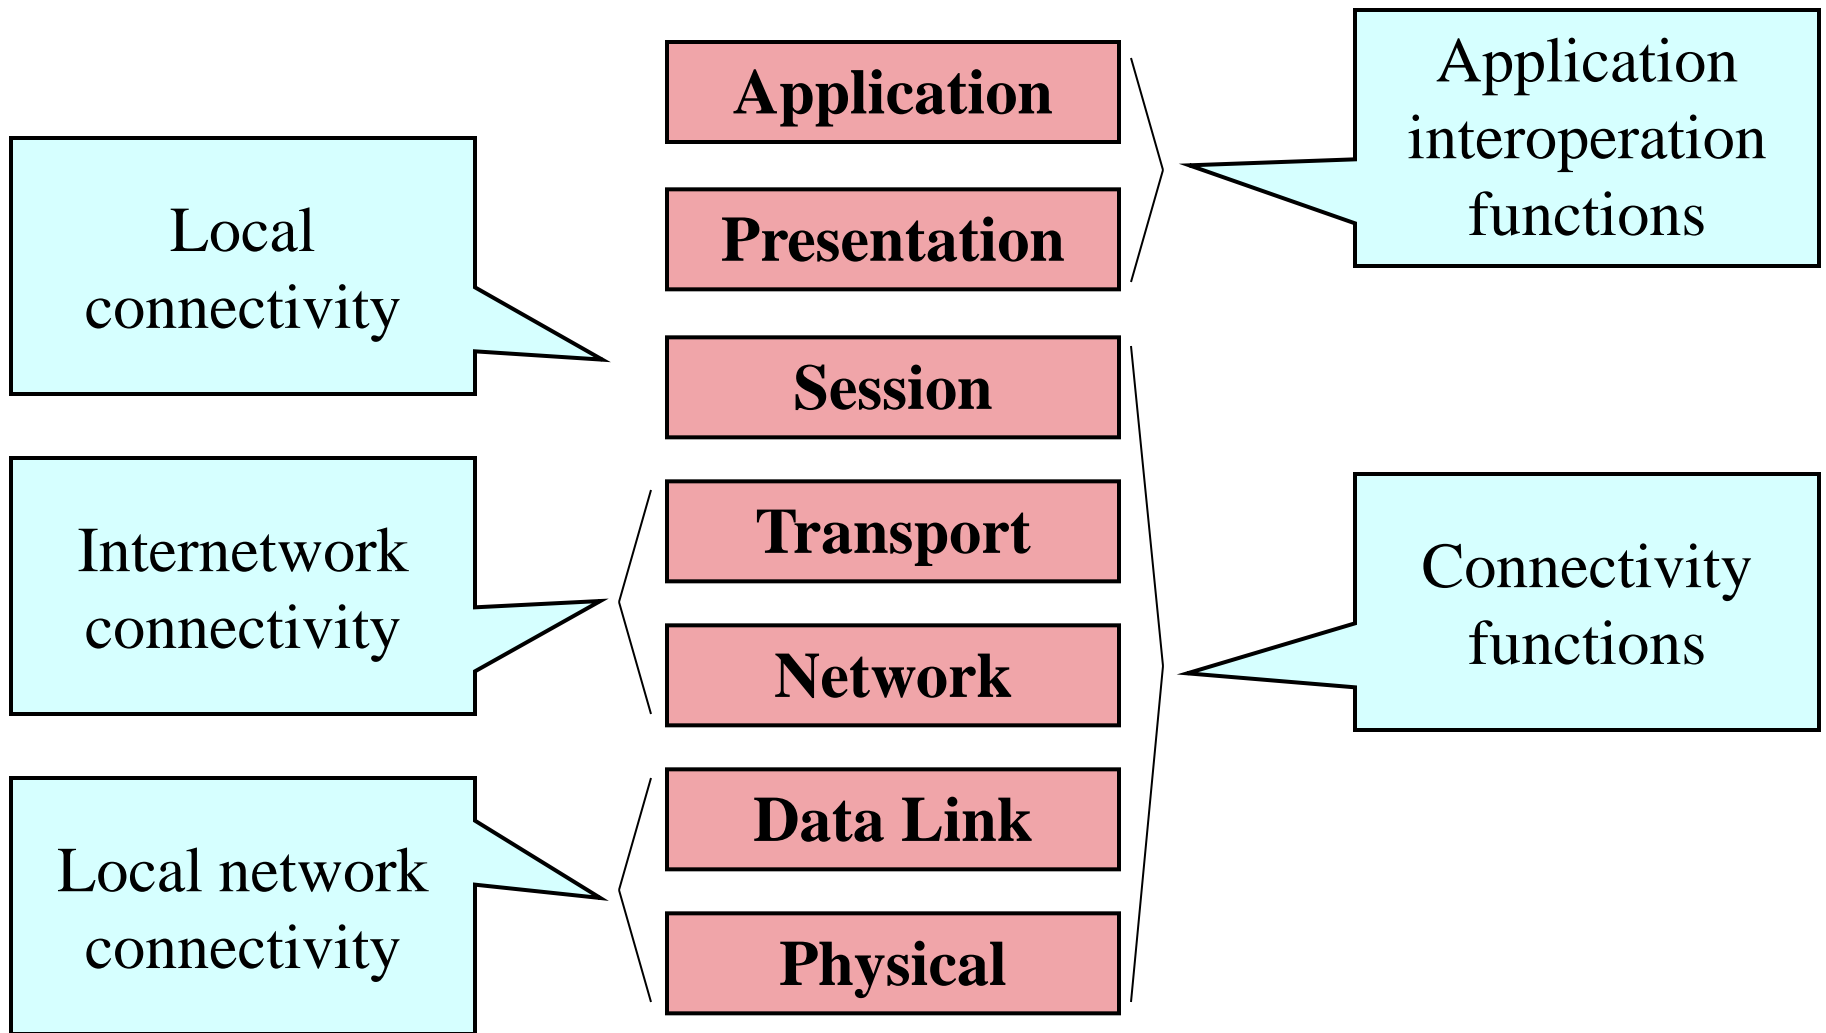 Application
Presentation
Session
Transport
Network
Data Link
Physical
Local
connectivity
Internetwork
connectivity
Local network
connectivity
Application
interoperation
functions
Connectivity
functions